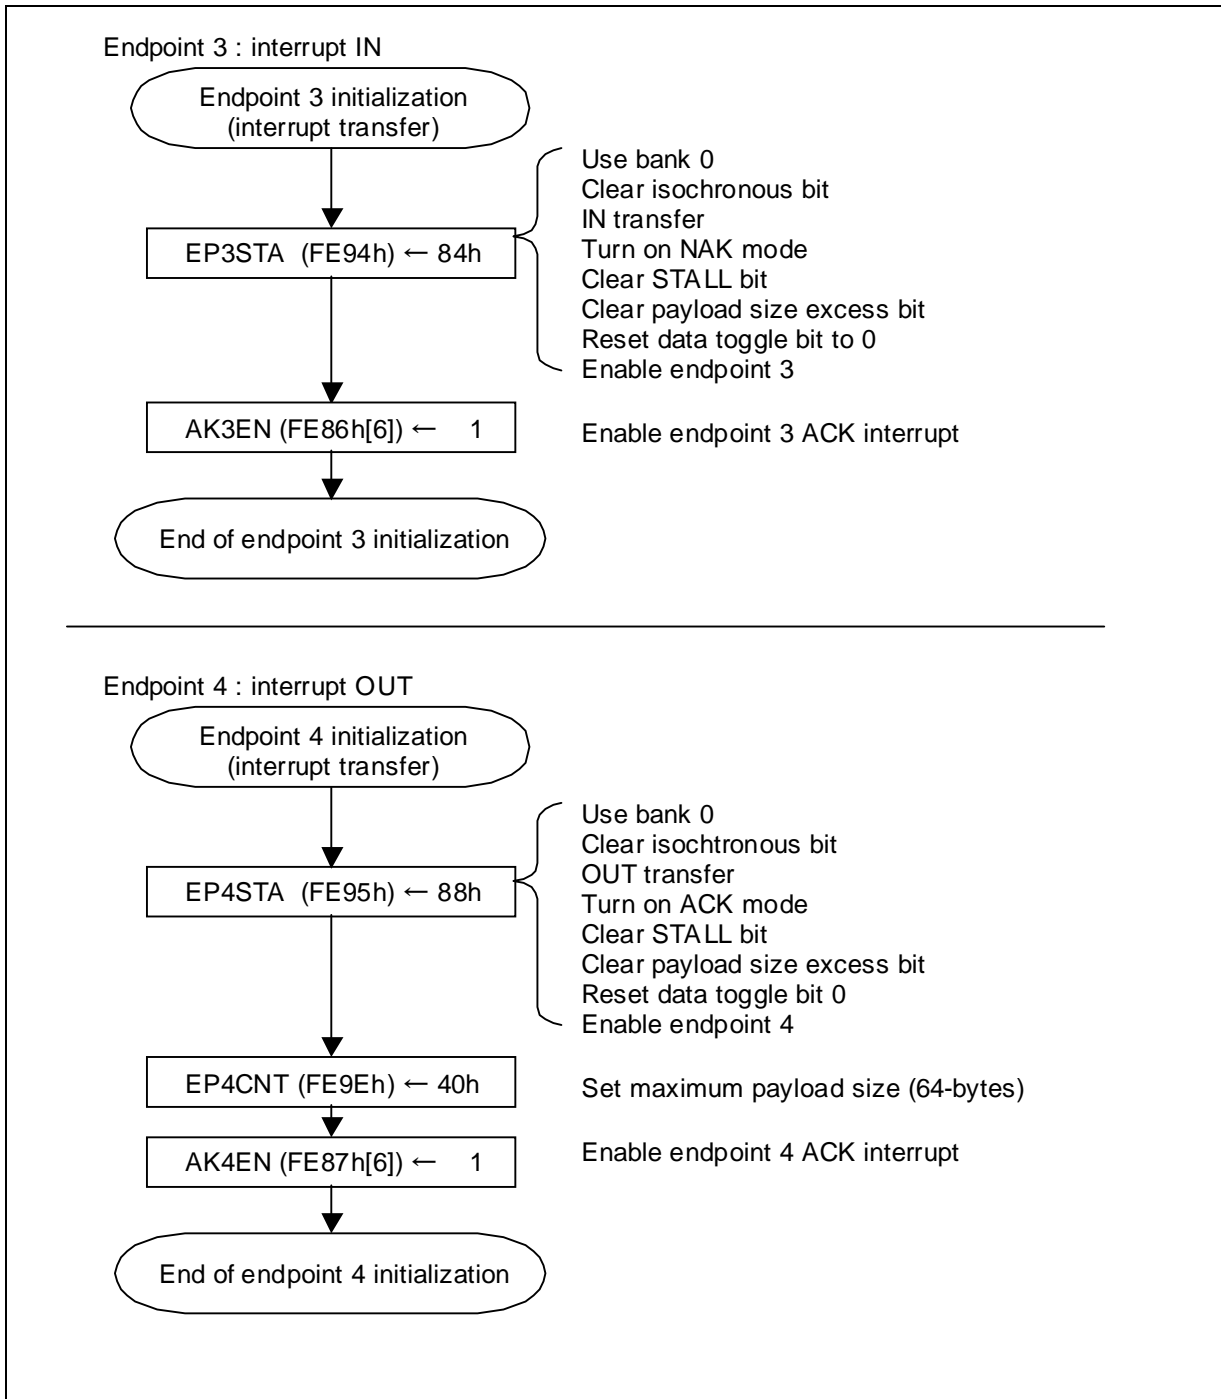 Endpoint 3 : interrupt IN
Endpoint 3 initialization
(interrupt transfer)
Use bank 0
Clear isochronous bit
IN transfer
EP3STA (FE94h) ← 84h
Turn on NAK mode
Clear STALL bit
Clear payload size excess bit
Reset data toggle bit to 0
Enable endpoint 3
AK3EN (FE86h[6]) ← 1
Enable endpoint 3 ACK interrupt
End of endpoint 3 initialization
Endpoint 4 : interrupt OUT
Endpoint 4 initialization
(interrupt transfer)
Use bank 0
Clear isochtronous bit
OUT transfer
EP4STA (FE95h) ← 88h
Turn on ACK mode
Clear STALL bit
Clear payload size excess bit
Reset data toggle bit 0
Enable endpoint 4
EP4CNT (FE9Eh) ← 40h
Set maximum payload size (64-bytes)
AK4EN (FE87h[6]) ← 1
Enable endpoint 4 ACK interrupt
End of endpoint 4 initialization